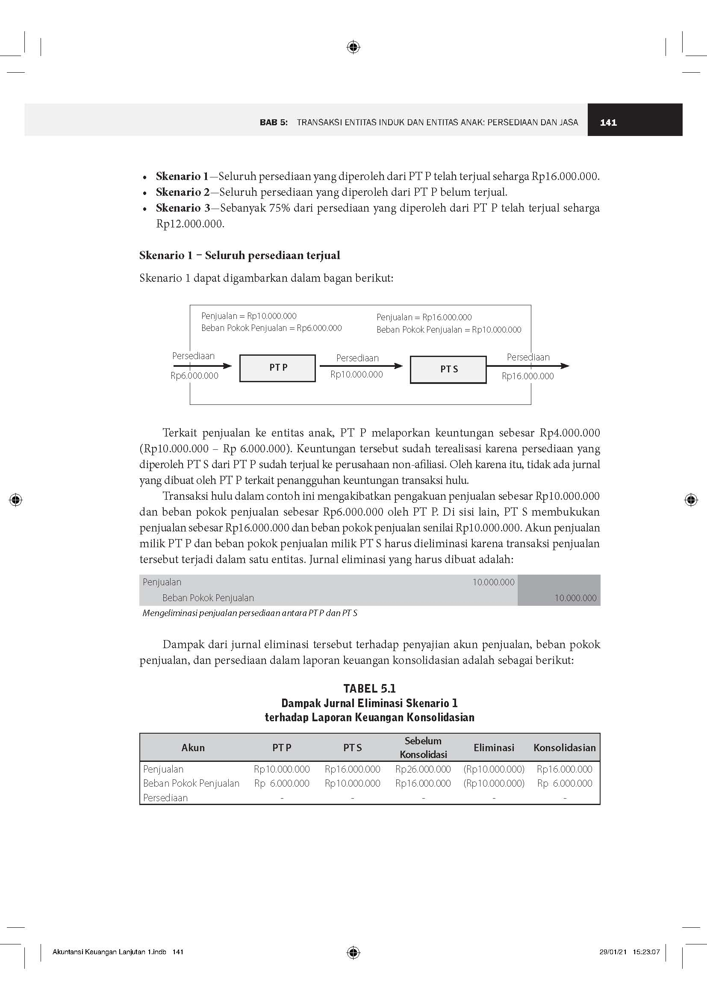 BAB 5: TRANSAKSI ENTITAS INDUK DAN ENTITAS ANAK: PERSEDIAAN DAN JASA 141
• Skenario 1—Seluruh persediaan yang diperoleh dari PT P telah terjual seharga Rp16.000.000.
• Skenario 2—Seluruh persediaan yang diperoleh dari PT P belum terjual.
• Skenario 3—Sebanyak 75% dari persediaan yang diperoleh dari PT P telah terjual seharga
Rp12.000.000.
Skenario 1 – Seluruh persediaan terjual
Skenario 1 dapat digambarkan dalam bagan berikut:
Penjualan = Rp10.000.000
Beban Pokok Penjualan = Rp6.000.000
Penjualan = Rp16.000.000
Beban Pokok Penjualan = Rp10.000.000
Persediaan
Rp6.000.000
PT P
Persediaan
Rp10.000.000
PT S
Persediaan
Rp16.000.000
Terkait penjualan ke entitas anak, PT P melaporkan keuntungan sebesar Rp4.000.000
(Rp10.000.000 – Rp 6.000.000). Keuntungan tersebut sudah terealisasi karena persediaan yang
diperoleh PT S dari PT P sudah terjual ke perusahaan non-afiliasi. Oleh karena itu, tidak ada jurnal
yang dibuat oleh PT P terkait penangguhan keuntungan transaksi hulu.
Transaksi hulu dalam contoh ini mengakibatkan pengakuan penjualan sebesar Rp10.000.000
dan beban pokok penjualan sebesar Rp6.000.000 oleh PT P. Di sisi lain, PT S membukukan
penjualan sebesar Rp16.000.000 dan beban pokok penjualan senilai Rp10.000.000. Akun penjualan
milik PT P dan beban pokok penjualan milik PT S harus dieliminasi karena transaksi penjualan
tersebut terjadi dalam satu entitas. Jurnal eliminasi yang harus dibuat adalah:
Penjualan 10.000.000
Beban Pokok Penjualan 10.000.000
Mengeliminasi penjualan persediaan antara PT P dan PT S
Dampak dari jurnal eliminasi tersebut terhadap penyajian akun penjualan, beban pokok
penjualan, dan persediaan dalam laporan keuangan konsolidasian adalah sebagai berikut:
TABEL 5.1
Dampak Jurnal Eliminasi Skenario 1
terhadap Laporan Keuangan Konsolidasian
Akun PT P PT S Sebelum Konsolidasi Eliminasi Konsolidasian
Penjualan Rp10.000.000 Rp16.000.000 Rp26.000.000 (Rp10.000.000) Rp16.000.000
Beban Pokok Penjualan Rp 6.000.000 Rp10.000.000 Rp16.000.000 (Rp10.000.000) Rp 6.000.000
Persediaan - - - - -
Akuntansi Keuangan Lanjutan 1.indb 141 29/01/21 15:23:07